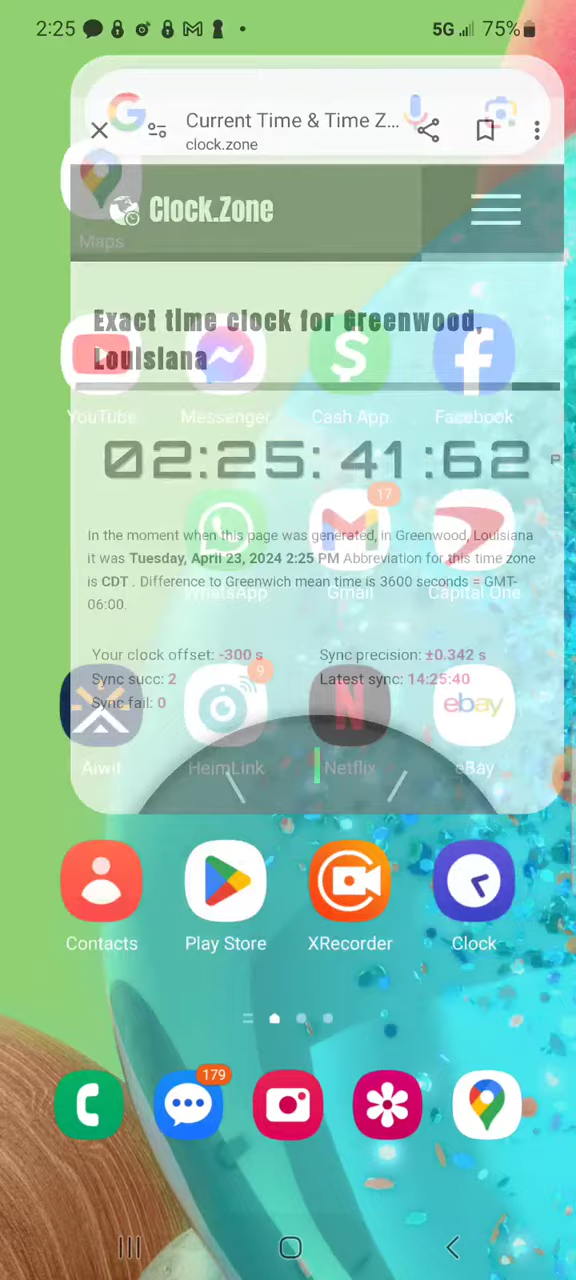 2:25 5G 75%
Current Time & Time Z...
clock.zone
Clock.Zone
Maps
Exact time clock for Greenwood,
Louisiana
YouTube Messenger Cash App Facebook
02:25:41:62 P
17
In the moment when this page was generated, in Greenwood, Louisiana
it was Tuesday, April 23, 2024 2:25 PM Abbreviation for this time zone
is CDT . Difference to Greenwich mean time is 3600 seconds = GMT-
06:00.
WhatsApp Gmail Capital One
Your clock offset: -300 s Sync precision: ±0.342 s
Sync succ: 2 Latest sync: 14:25:40
Sync fail: 0
9
ebay
Aiwit HeimLink Netflix eBay
Contacts Play Store XRecorder Clock
179